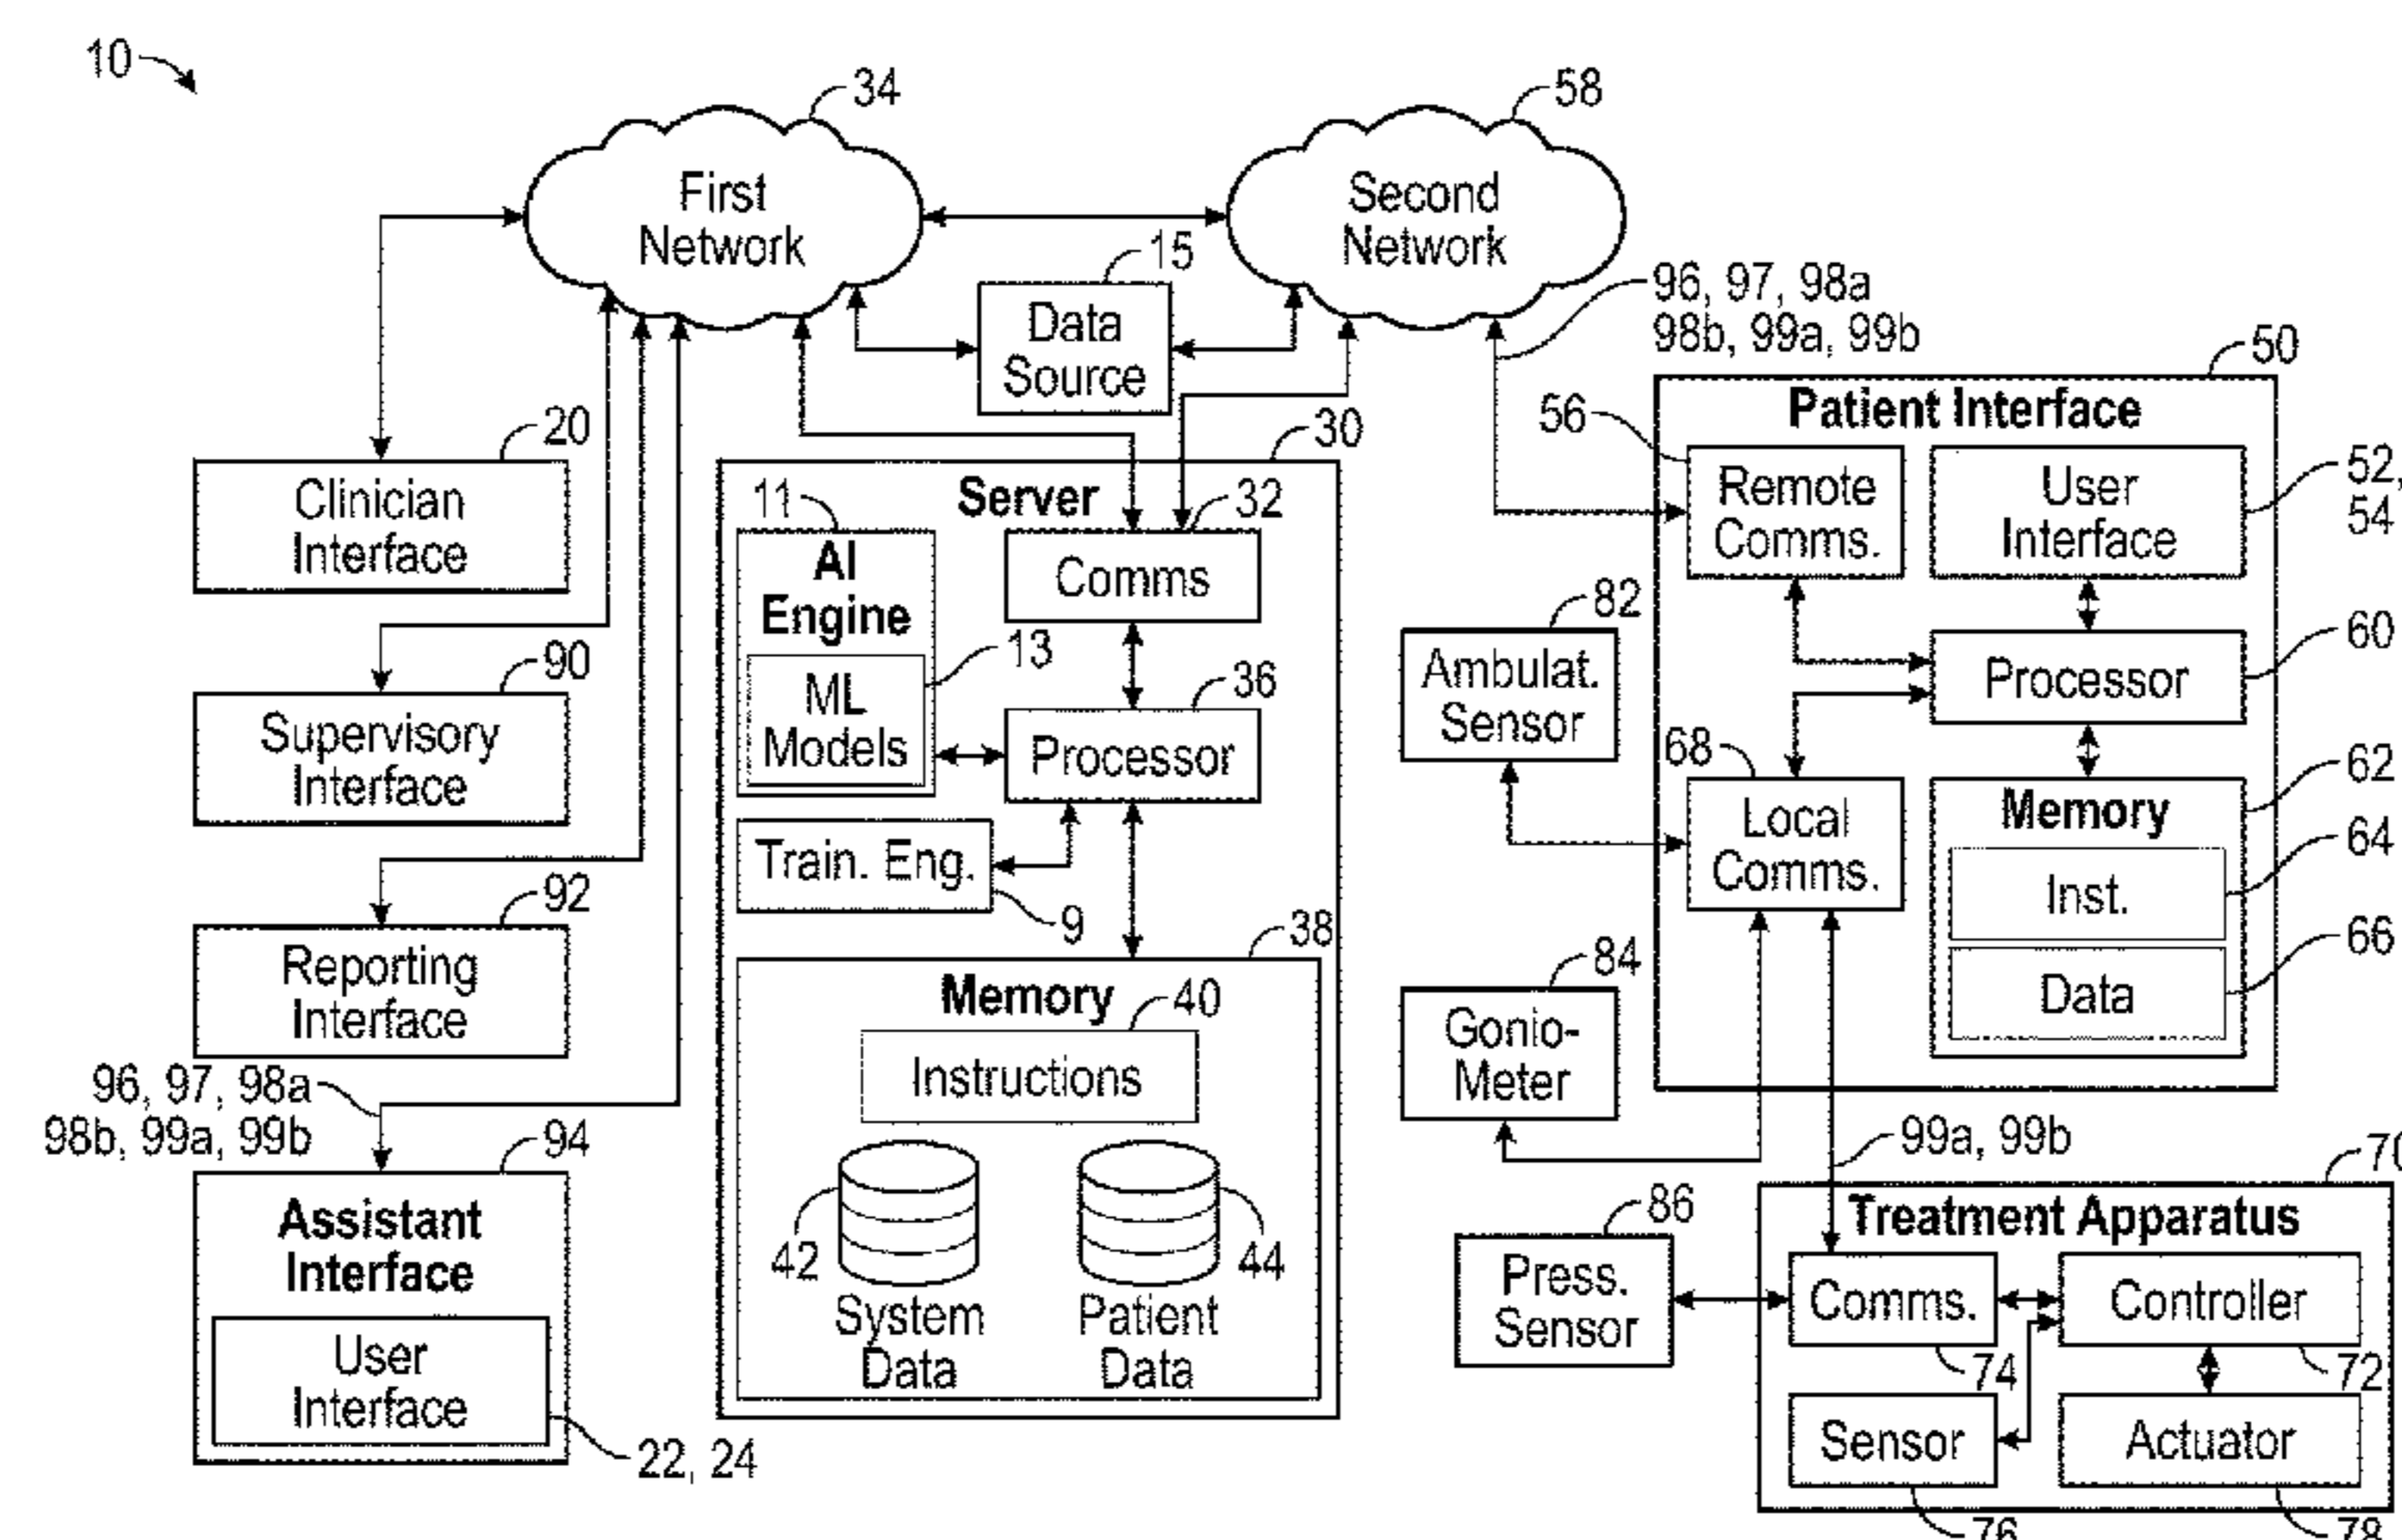 10
34
First
Network
58
Second
Network
15
Data
Source
96, 97, 98a
98b, 99a, 99b
20
Clinician
Interface
90
Supervisory
Interface
92
Reporting
Interface
96, 97, 98a
98b, 99a, 99b
94
Assistant
Interface
User
Interface
22, 24
30
Server
11
AI
Engine
13
ML
Models
32
Comms
36
Processor
Train. Eng.
9
38
Memory
40
Instructions
42
System
Data
44
Patient
Data
50
Patient Interface
56
Remote
Comms.
User
Interface
52,
54
60
Processor
68
Local
Comms.
62
Memory
64
Inst.
66
Data
82
Ambulat.
Sensor
84
Gonio-
Meter
99a, 99b
86
Press.
Sensor
70
Treatment Apparatus
Comms.
74
Controller
72
Sensor
76
Actuator
78